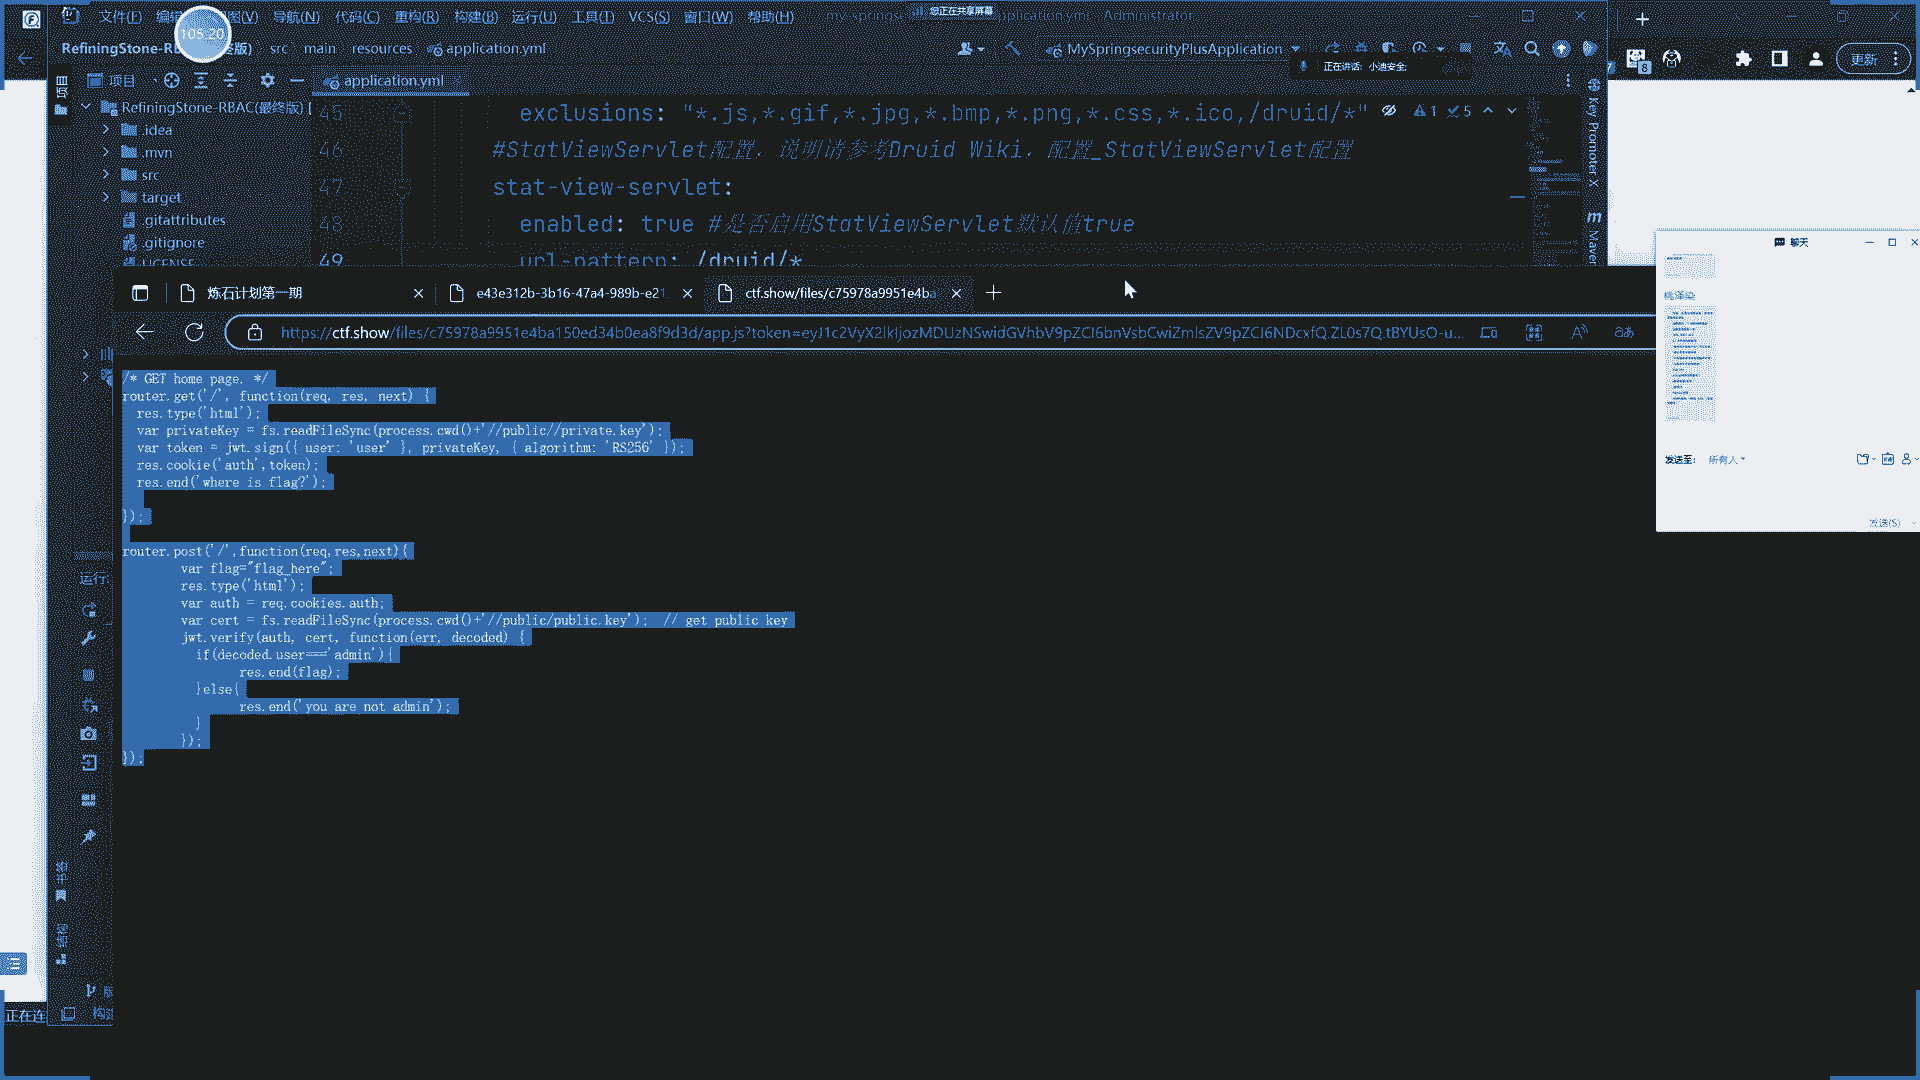 文件(F) 编辑 视图(V) 导航(N) 代码(C) 重构(R) 构建(B) 运行(U) 工具(T) VCS(S) 窗口(W) 帮助(H) my-springse 您正在共享屏幕 application.yml - Administrator
105:20
RefiningStone-RB 终版) src main resources application.yml
MySpringsecurityPlusApplication
正在讲话: 小迪安全;
更新
8
项目
application.yml
RefiningStone-RBAC(最终版) [
.idea
.mvn
src
target
.gitattributes
.gitignore
LICENSE
45 exclusions: "*.js,*.gif,*.jpg,*.bmp,*.png,*.css,*.ico,/druid/*"
1 5
46 #StatViewServlet配置，说明请参考Druid Wiki，配置_StatViewServlet配置
47 stat-view-servlet:
48 enabled: true #是否启用StatViewServlet默认值true
49 url-pattern: /druid/*
Key Promoter X
Maven
炼石计划第一期
e43e312b-3b16-47a4-989b-e21
ctf.show/files/c75978a9951e4ba
https://ctf.show/files/c75978a9951e4ba150ed34b0ea8f9d3d/app.js?token=eyJ1c2VyX2lkIjozMDUzNSwidGVhbV9pZCI6bnVsbCwiZmlsZV9pZCI6NDcxfQ.ZL0s7Q.tBYUsO-u...
/* GET home page. */
router.get('/', function(req, res, next) {
  res.type('html');
  var privateKey = fs.readFileSync(process.cwd()+'//public//private.key');
  var token = jwt.sign({ user: 'user' }, privateKey, { algorithm: 'RS256' });
  res.cookie('auth',token);
  res.end('where is flag?');
});
router.post('/',function(req,res,next){
        var flag="flag_here";
        res.type('html');
        var auth = req.cookies.auth;
        var cert = fs.readFileSync(process.cwd()+'//public/public.key');  // get public key
        jwt.verify(auth, cert, function(err, decoded) {
          if(decoded.user==='admin'){
                res.end(flag);
          }else{
                res.end('you are not admin');
          }
        });
});
聊天
桃泽染
发送至: 所有人
发送(S)
运行:
书签
结构
正在连
构建